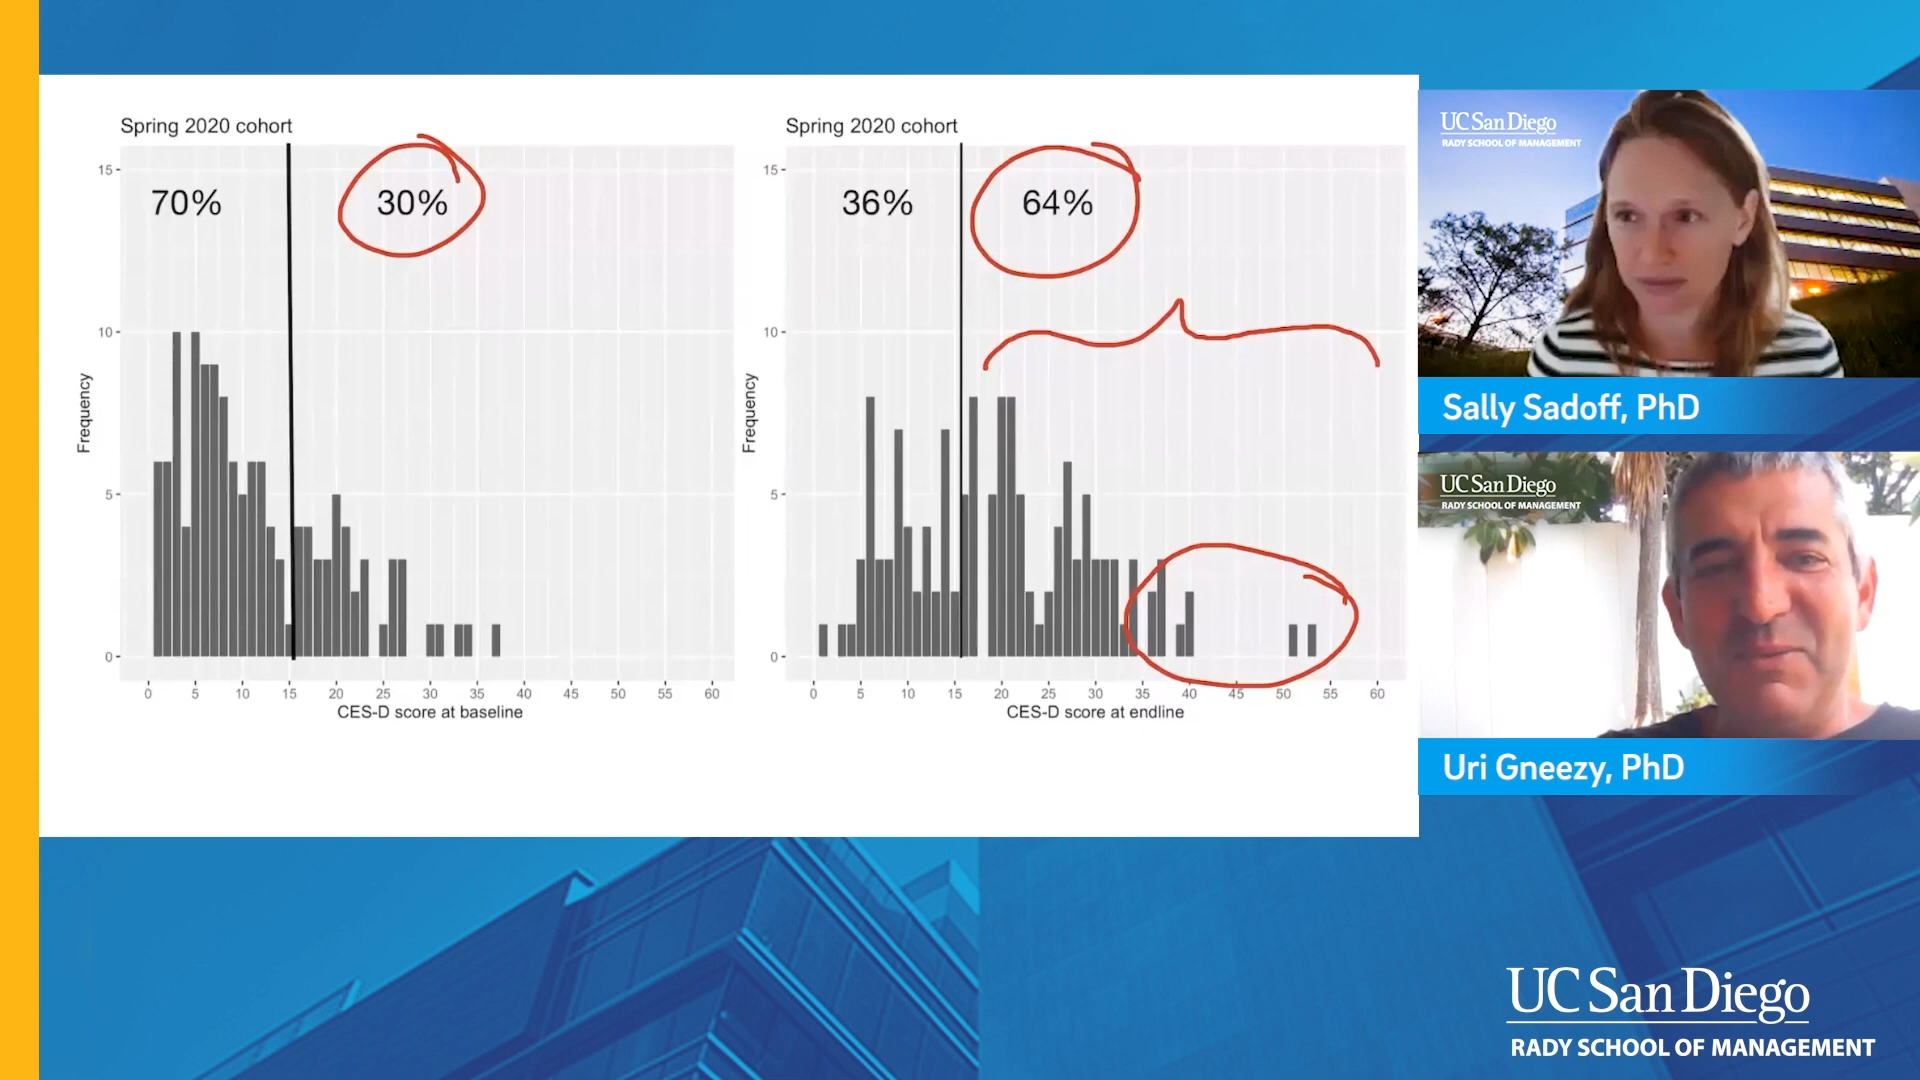 Spring 2020 cohort
70%
30%
15
10
5
0
Frequency
0 5 10 15 20 25 30 35 40 45 50 55 60
CES-D score at baseline
Spring 2020 cohort
36%
64%
15
10
5
0
Frequency
0 5 10 15 20 25 30 35 40 45 50 55 60
CES-D score at endline
UC San Diego
RADY SCHOOL OF MANAGEMENT
Sally Sadoff, PhD
UC San Diego
RADY SCHOOL OF MANAGEMENT
Uri Gneezy, PhD
UC San Diego
RADY SCHOOL OF MANAGEMENT